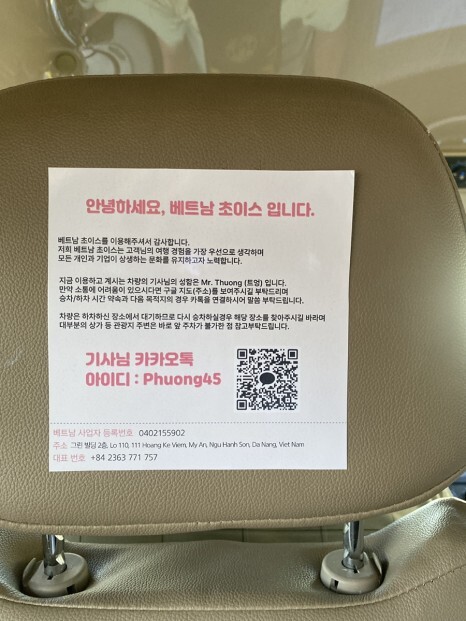 안녕하세요, 베트남 초이스 입니다.
베트남 초이스를 이용해주셔서 감사합니다.
저희 베트남 초이스는 고객님의 여행 경험을 가장 우선으로 생각하며
모든 개인과 기업이 상생하는 문화를 유지하고자 노력합니다.
지금 이용하고 계시는 차량의 기사님의 성함은 Mr. Thuong (트엉) 입니다.
만약 소통에 어려움이 있으시다면 구글 지도(주소)를 보여주시길 부탁드리며
승차/하차 시간 약속과 다음 목적지의 경우 카톡을 연결하시어 말씀 부탁드립니다.
차량은 하차하신 장소에서 대기하므로 다시 승차하실경우 해당 장소를 찾아주시길 바라며
대부분의 상가 등 관광지 주변은 바로 앞 주차가 불가한 점 참고부탁드립니다.
기사님 카카오톡
아이디 : Phuong45
베트남 사업자 등록번호 0402155902
주소 그린 빌딩 2층, Lo 110, 111 Hoang Ke Viem, My An, Ngu Hanh Son, Da Nang, Viet Nam
대표 번호 +84 2363 771 757